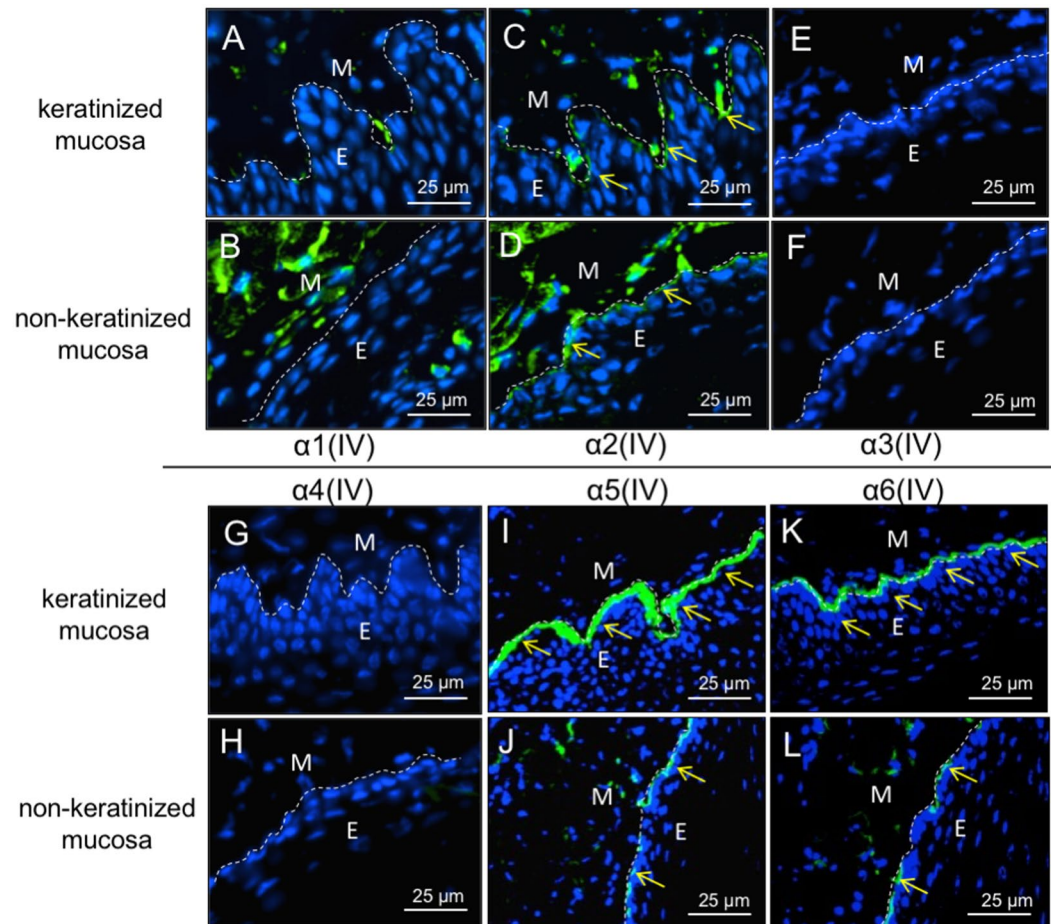 A
M
E
25 µm
C
M
E
25 µm
E
M
E
25 µm
keratinized
mucosa
B
M
E
25 µm
D
M
E
25 µm
F
M
E
25 µm
non-keratinized
mucosa
α1(IV)
α2(IV)
α3(IV)
α4(IV)
α5(IV)
α6(IV)
G
M
E
25 µm
I
M
E
25 µm
K
M
E
25 µm
keratinized
mucosa
H
M
E
25 µm
J
M
E
25 µm
L
M
E
25 µm
non-keratinized
mucosa